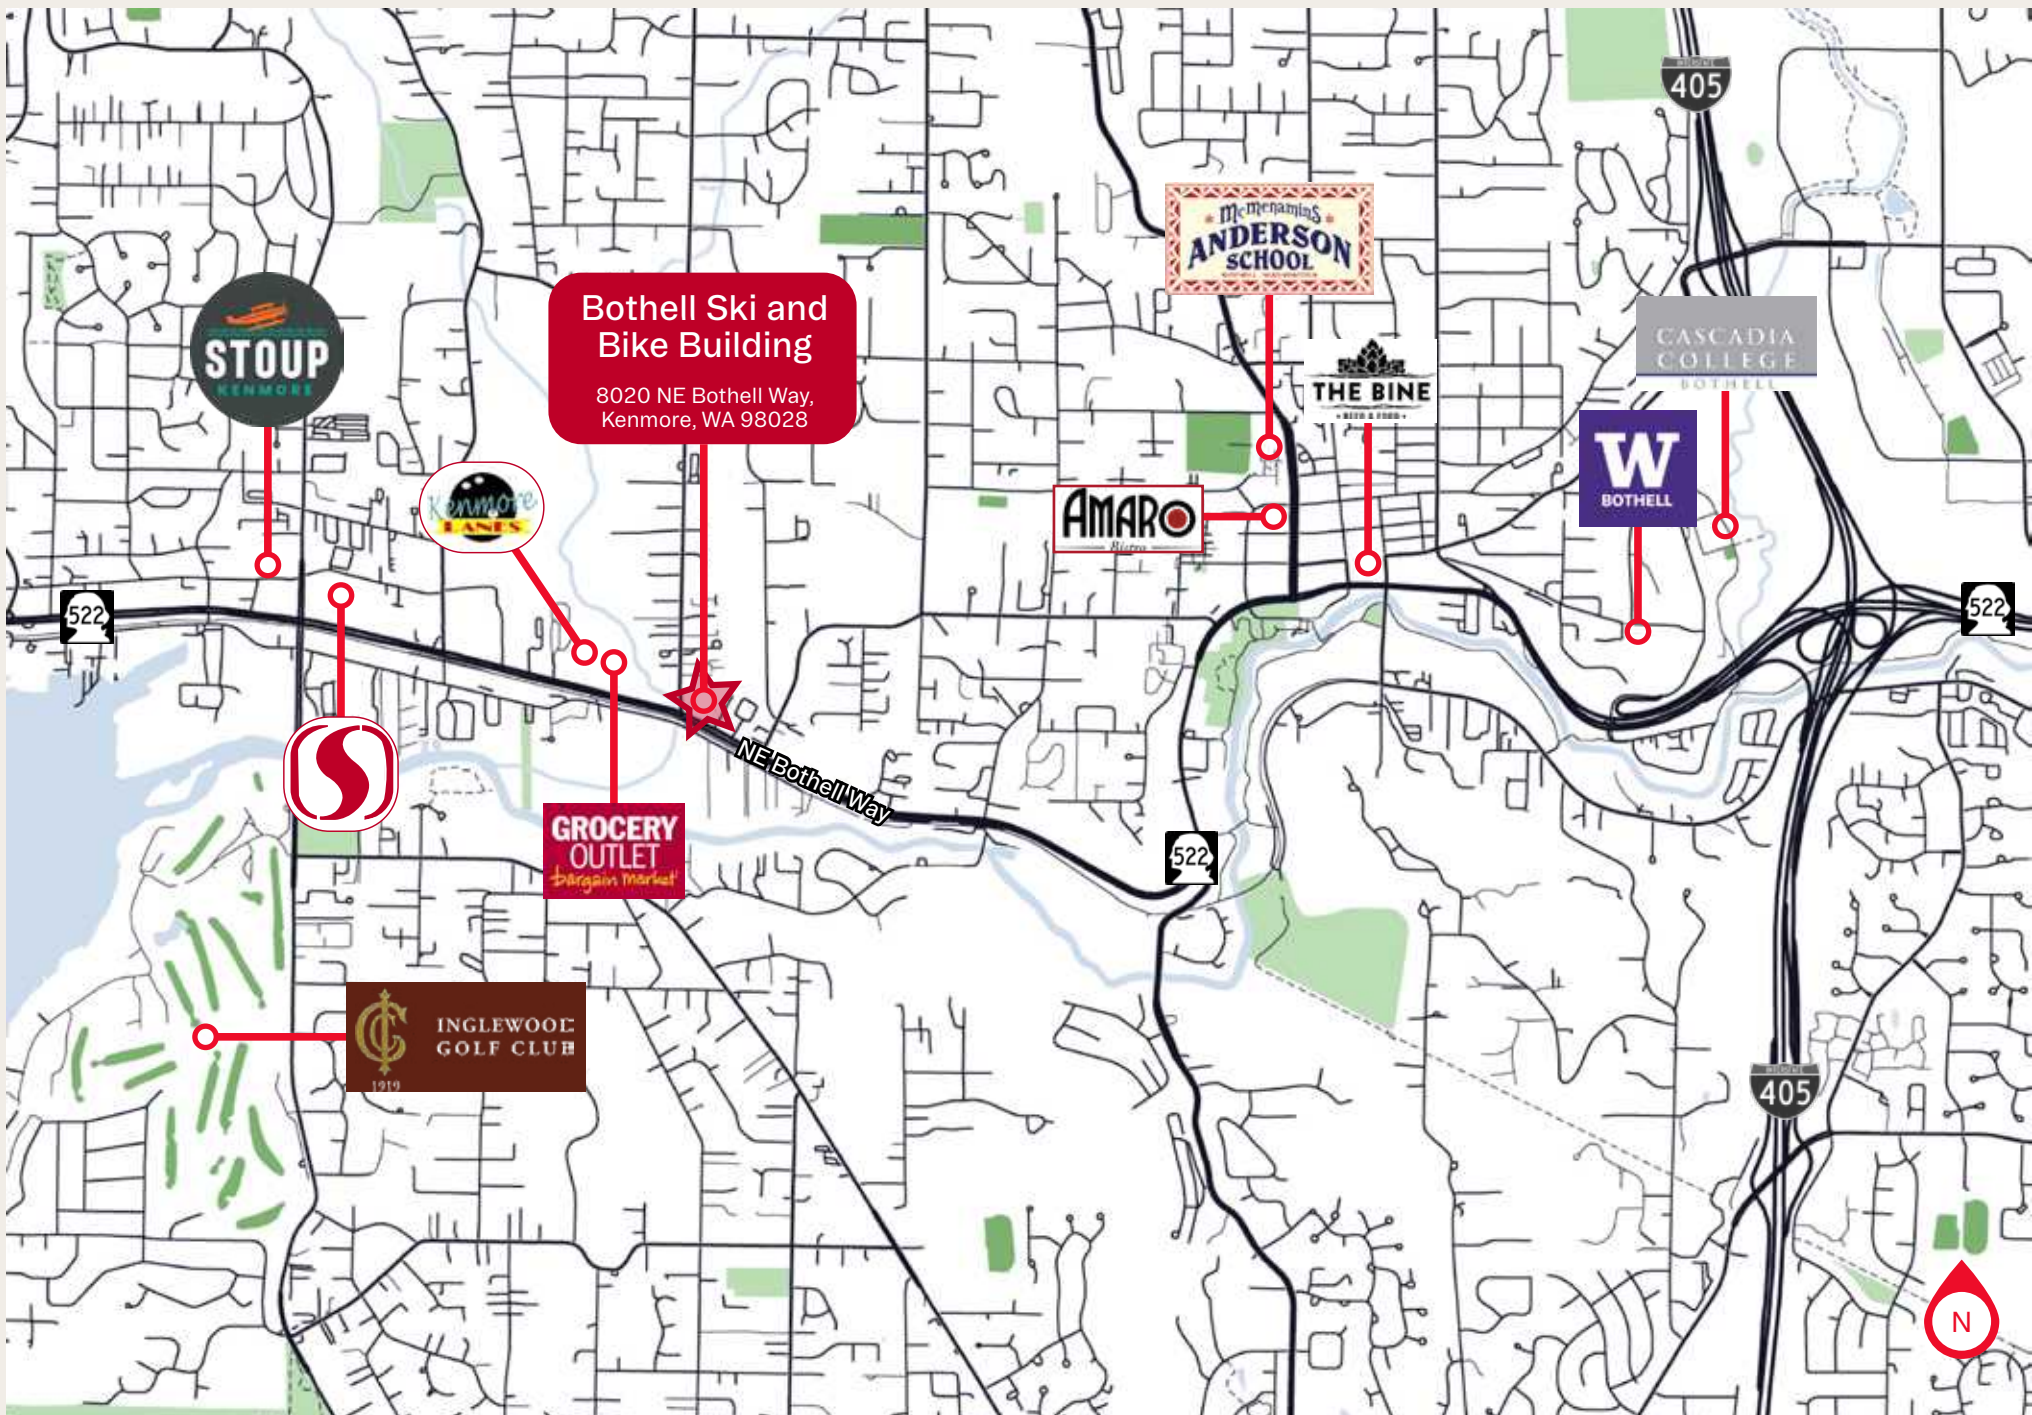 405
McMenamins
ANDERSON
SCHOOL
STOUP
KENMORE
Bothell Ski and
Bike Building
8020 NE Bothell Way,
Kenmore, WA 98028
CASCADIA
COLLEGE
BOTHELL
THE BINE
BEER & FOOD
W
BOTHELL
Kenmore
LANES
AMARO
Bistro
522
522
NE Bothell Way
S
GROCERY
OUTLET
bargain market
522
INGLEWOOD
GOLF CLUB
1919
405
N